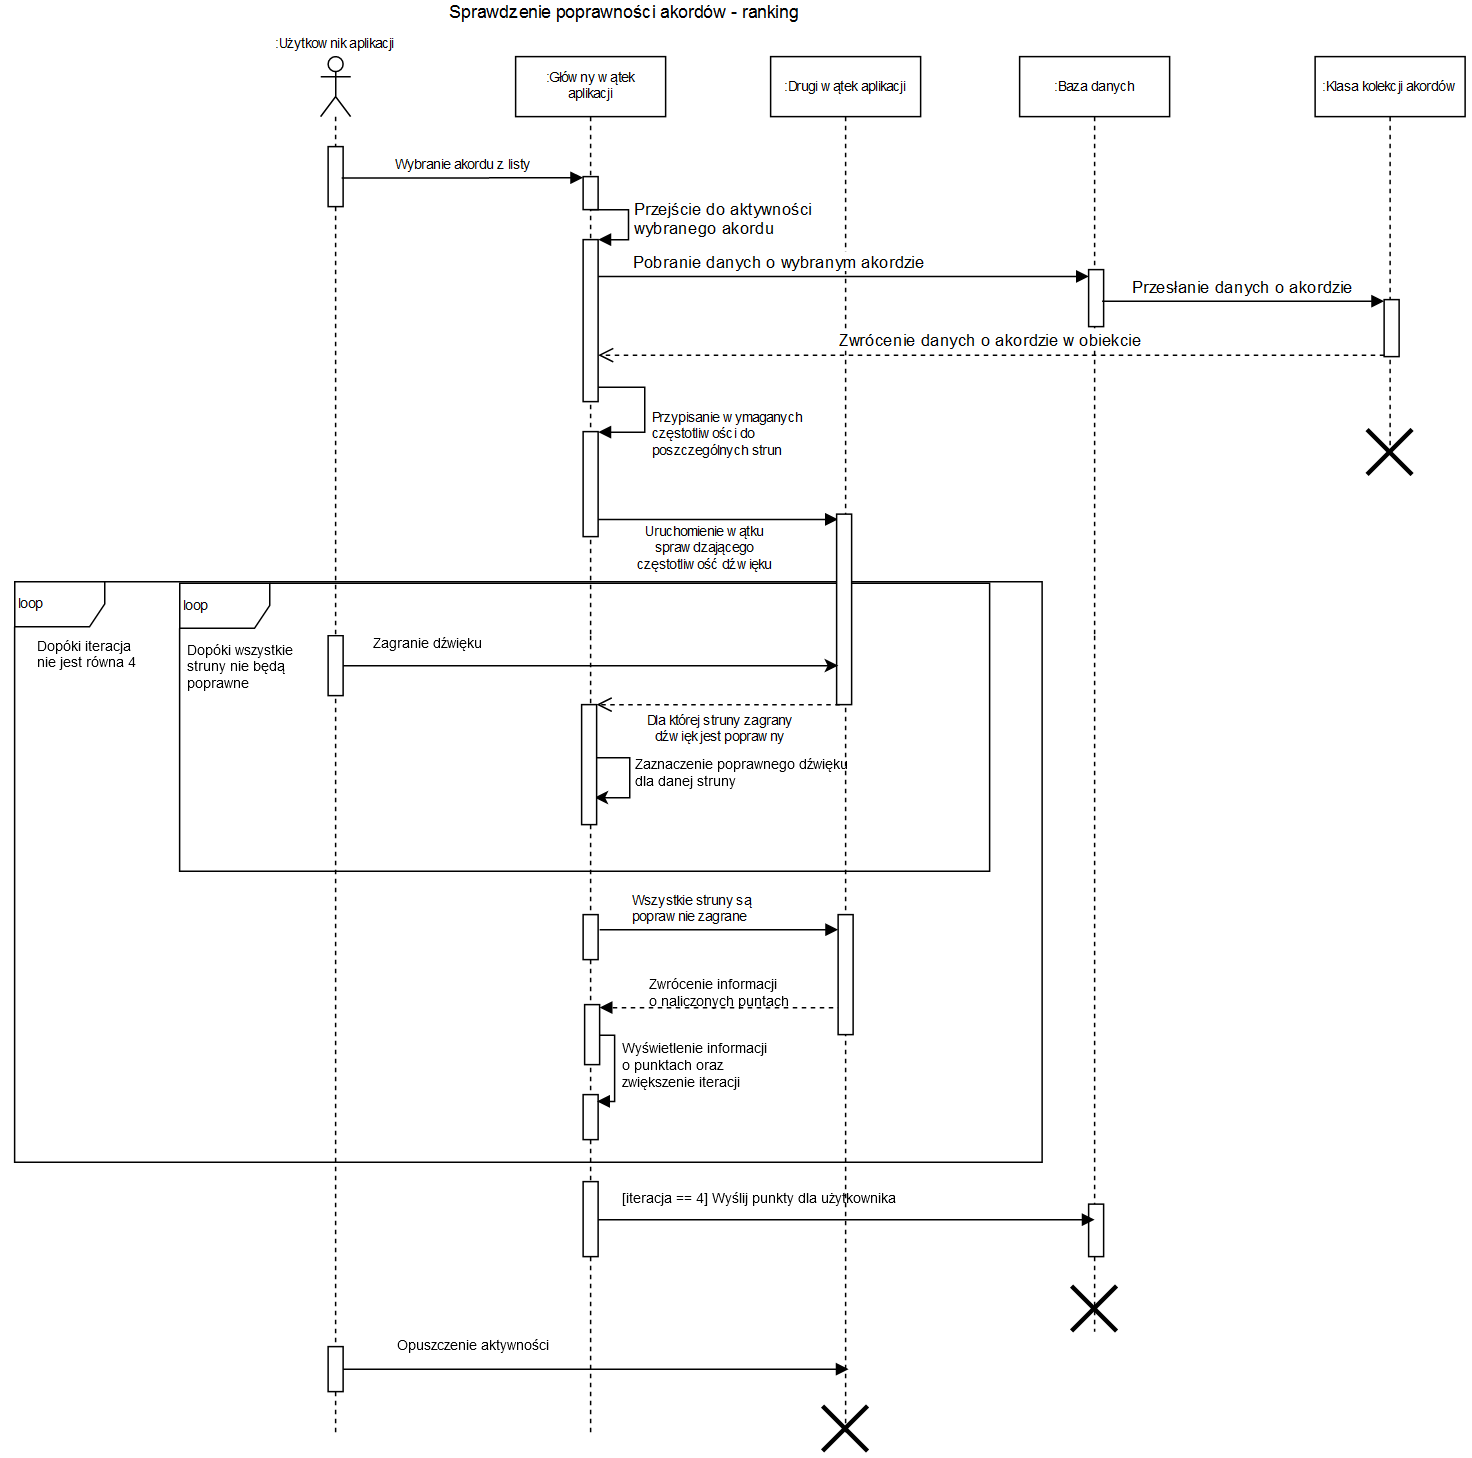 Sprawdzenie poprawności akordów - ranking
:Użytkownik aplikacji
:Główny wątek
aplikacji
:Drugi wątek aplikacji
:Baza danych
:Klasa kolekcji akordów
Wybranie akordu z listy
Przejście do aktywności
wybranego akordu
Pobranie danych o wybranym akordzie
Przesłanie danych o akordzie
Zwrócenie danych o akordzie w obiekcie
Przypisanie wymaganych
częstotliwości do
poszczególnych strun
Uruchomienie wątku
sprawdzającego
częstotliwość dźwięku
loop
loop
Dopóki iteracja
nie jest równa 4
Dopóki wszystkie
struny nie będą
poprawne
Zagranie dźwięku
Dla której struny zagrany
dźwięk jest poprawny
Zaznaczenie poprawnego dźwięku
dla danej struny
Wszystkie struny są
poprawnie zagrane
Zwrócenie informacji
o naliczonych puntach
Wyświetlenie informacji
o punktach oraz
zwiększenie iteracji
[iteracja == 4] Wyślij punkty dla użytkownika
Opuszczenie aktywności